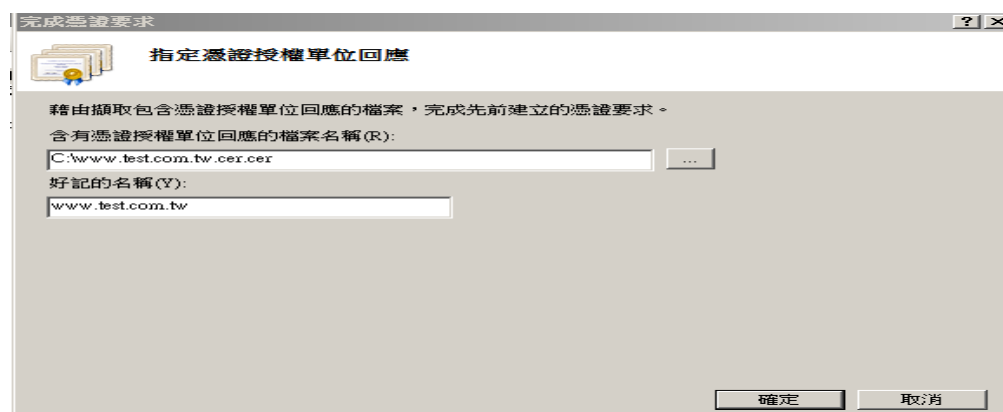 完成憑證要求
指定憑證授權單位回應
藉由擷取包含憑證授權單位回應的檔案，完成先前建立的憑證要求。
含有憑證授權單位回應的檔案名稱(R):
C:\www.test.com.tw.cer.cer
...
好記的名稱(Y):
www.test.com.tw
確定
取消